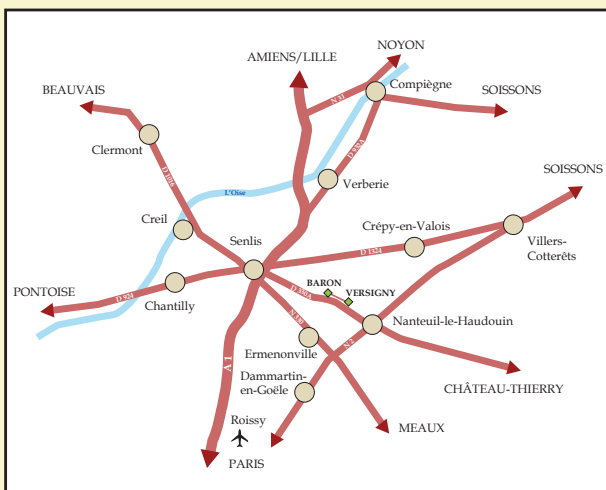 NOYON
AMIENS/LILLE
Compiègne
BEAUVAIS
SOISSONS
N 31
Clermont
D 932A
D 1016
SOISSONS
Verberie
L'Oise
Creil
Villers-
Cotterêts
Crépy-en-Valois
Senlis
D 1324
BARON
D 330A
VERSIGNY
PONTOISE
D 924
Chantilly
Nanteuil-le-Haudouin
N 330
Ermenonville
N 2
A 1
Dammartin-
en-Goële
CHÂTEAU-THIERRY
Roissy
MEAUX
PARIS